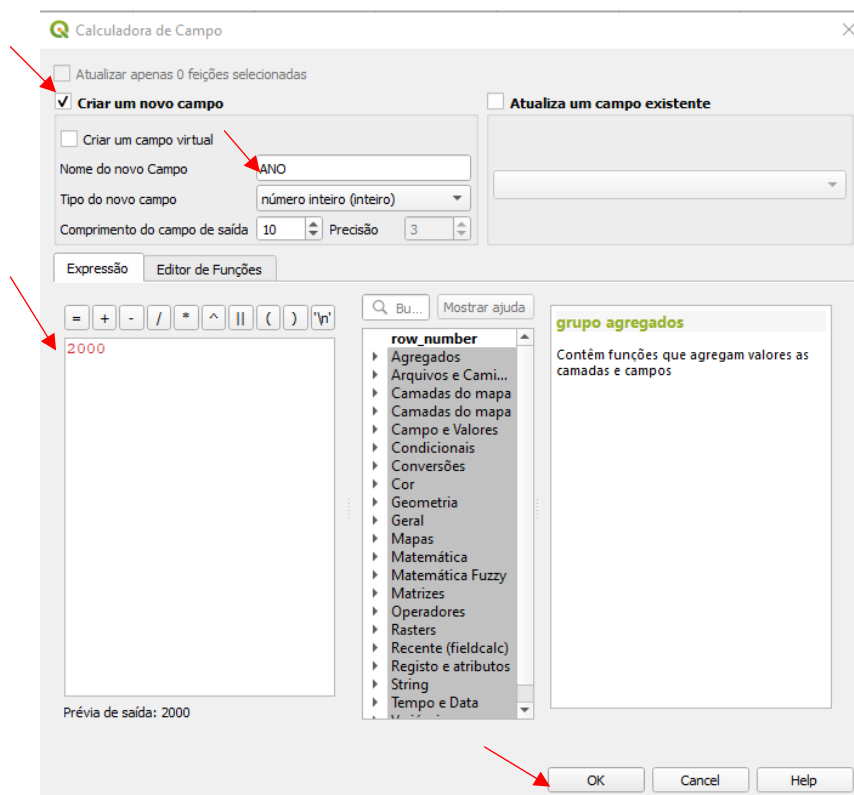 Calculadora de Campo
Atualizar apenas 0 feições selecionadas
Criar um novo campo
Atualiza um campo existente
Criar um campo virtual
Nome do novo Campo ANO
Tipo do novo campo número inteiro (inteiro)
Comprimento do campo de saída 10 Precisão 3
Expressão Editor de Funções
= + - / * ^ || ( ) '\n'
2000
Prévia de saída: 2000
Bu... Mostrar ajuda
row_number
Agregados
Arquivos e Cami...
Camadas do mapa
Camadas do mapa
Campo e Valores
Condicionais
Conversões
Cor
Geometria
Geral
Mapas
Matemática
Matemática Fuzzy
Matrizes
Operadores
Rasters
Recente (fieldcalc)
Registo e atributos
String
Tempo e Data
grupo agregados
Contêm funções que agregam valores as
camadas e campos
OK Cancel Help